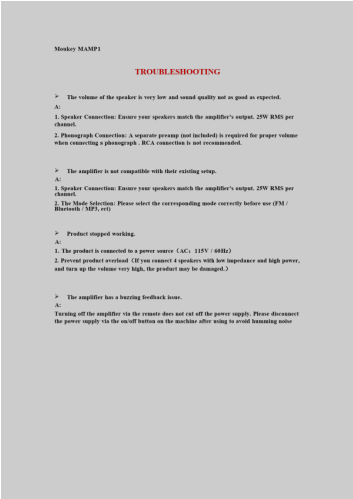 Moukey MAMP1
TROUBLESHOOTING
➢ The volume of the speaker is very low and sound quality not as good as expected.
A:
1. Speaker Connection: Ensure your speakers match the amplifier's output. 25W RMS per
channel.
2. Phonograph Connection: A separate preamp (not included) is required for proper volume
when connecting a phonograph . RCA connection is not recommended.
➢ The amplifier is not compatible with their existing setup.
A:
1. Speaker Connection: Ensure your speakers match the amplifier's output. 25W RMS per
channel.
2. The Mode Selection: Please select the corresponding mode correctly before use (FM /
Bluetooth / MP3, ect)
➢ Product stopped working.
A:
1. The product is connected to a power source（AC: 115V / 60Hz）
2. Prevent product overload（If you connect 4 speakers with low impedance and high power,
and turn up the volume very high, the product may be damaged.）
➢ The amplifier has a buzzing feedback issue.
A:
Turning off the amplifier via the remote does not cut off the power supply. Please disconnect
the power supply via the on/off button on the machine after using to avoid humming noise